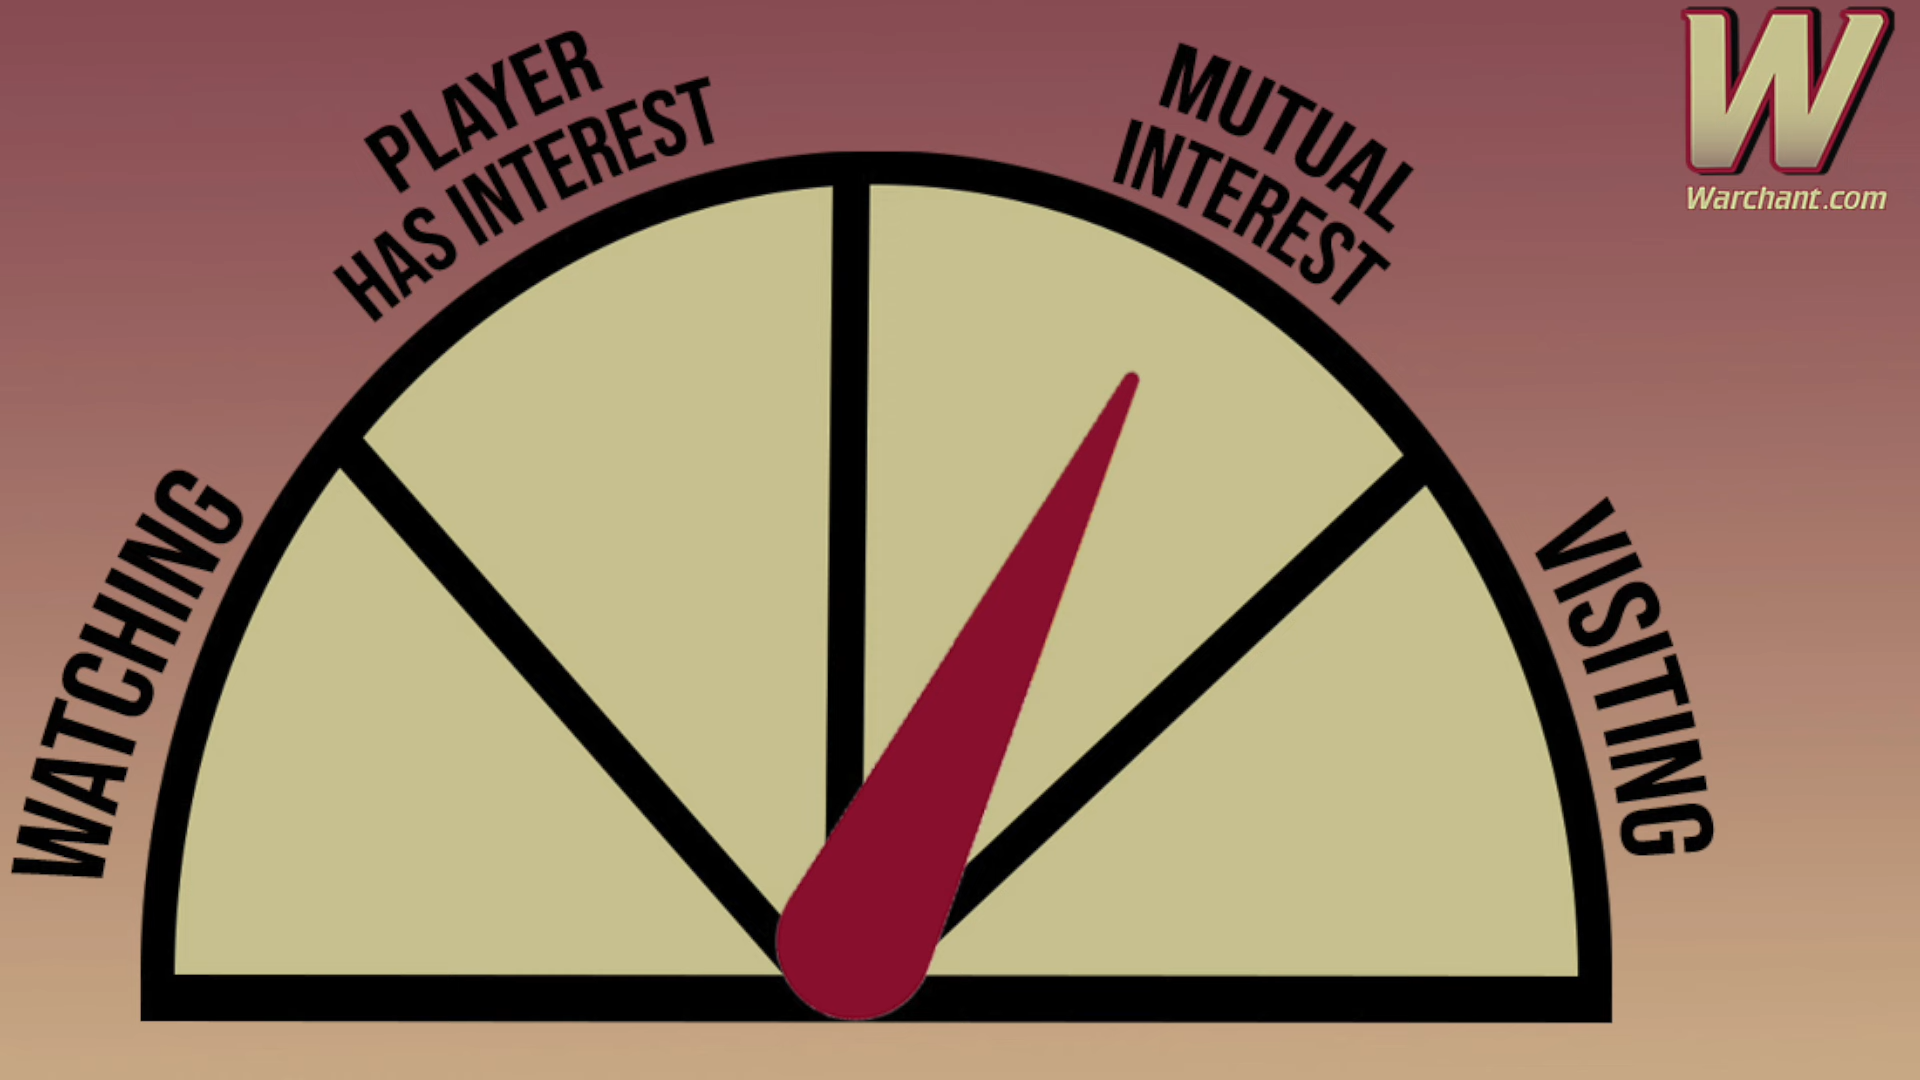 PLAYER
HAS INTEREST
MUTUAL
INTEREST
W
Warchant.com
WATCHING
VISITING